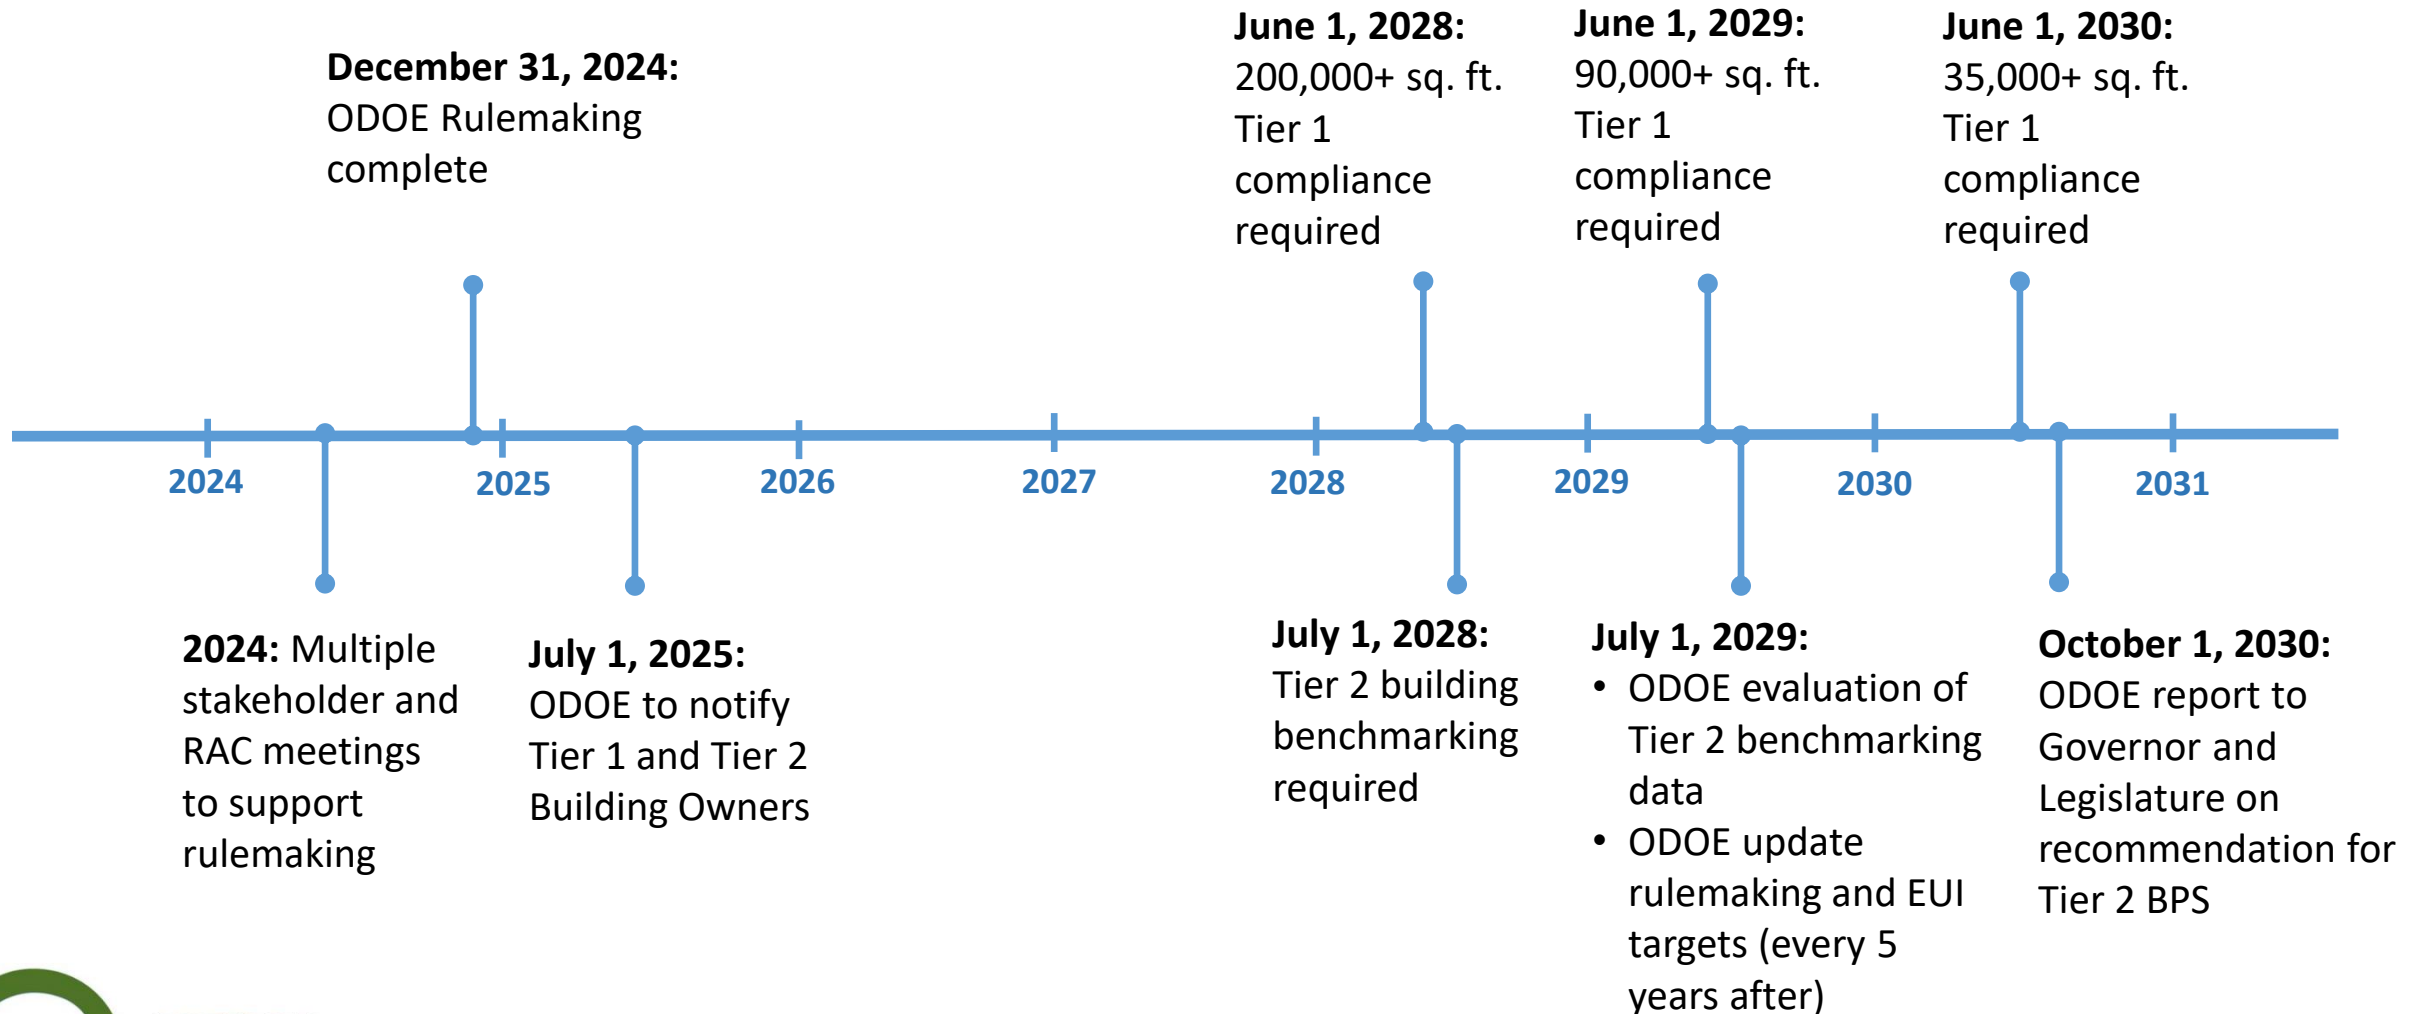 December 31, 2024:
ODOE Rulemaking
complete
June 1, 2028:
200,000+ sq. ft.
Tier 1
compliance
required
June 1, 2029:
90,000+ sq. ft.
Tier 1
compliance
required
June 1, 2030:
35,000+ sq. ft.
Tier 1
compliance
required
2024
2025
2026
2027
2028
2029
2030
2031
2024: Multiple
stakeholder and
RAC meetings
to support
rulemaking
July 1, 2025:
ODOE to notify
Tier 1 and Tier 2
Building Owners
July 1, 2028:
Tier 2 building
benchmarking
required
July 1, 2029:
• ODOE evaluation of
Tier 2 benchmarking
data
• ODOE update
rulemaking and EUI
targets (every 5
years after)
October 1, 2030:
ODOE report to
Governor and
Legislature on
recommendation for
Tier 2 BPS